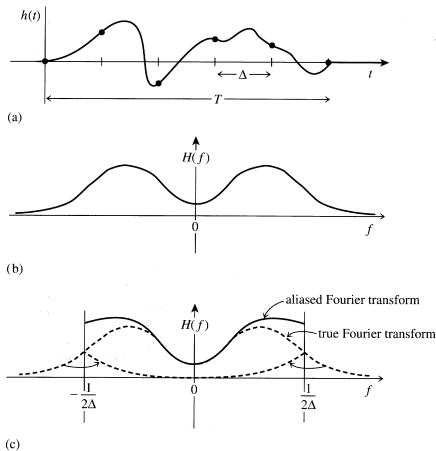 h(t)
Δ
t
T
(a)
H(f)
0
f
(b)
aliased Fourier transform
H(f)
true Fourier transform
-1/2Δ
0
1/2Δ
f
(c)